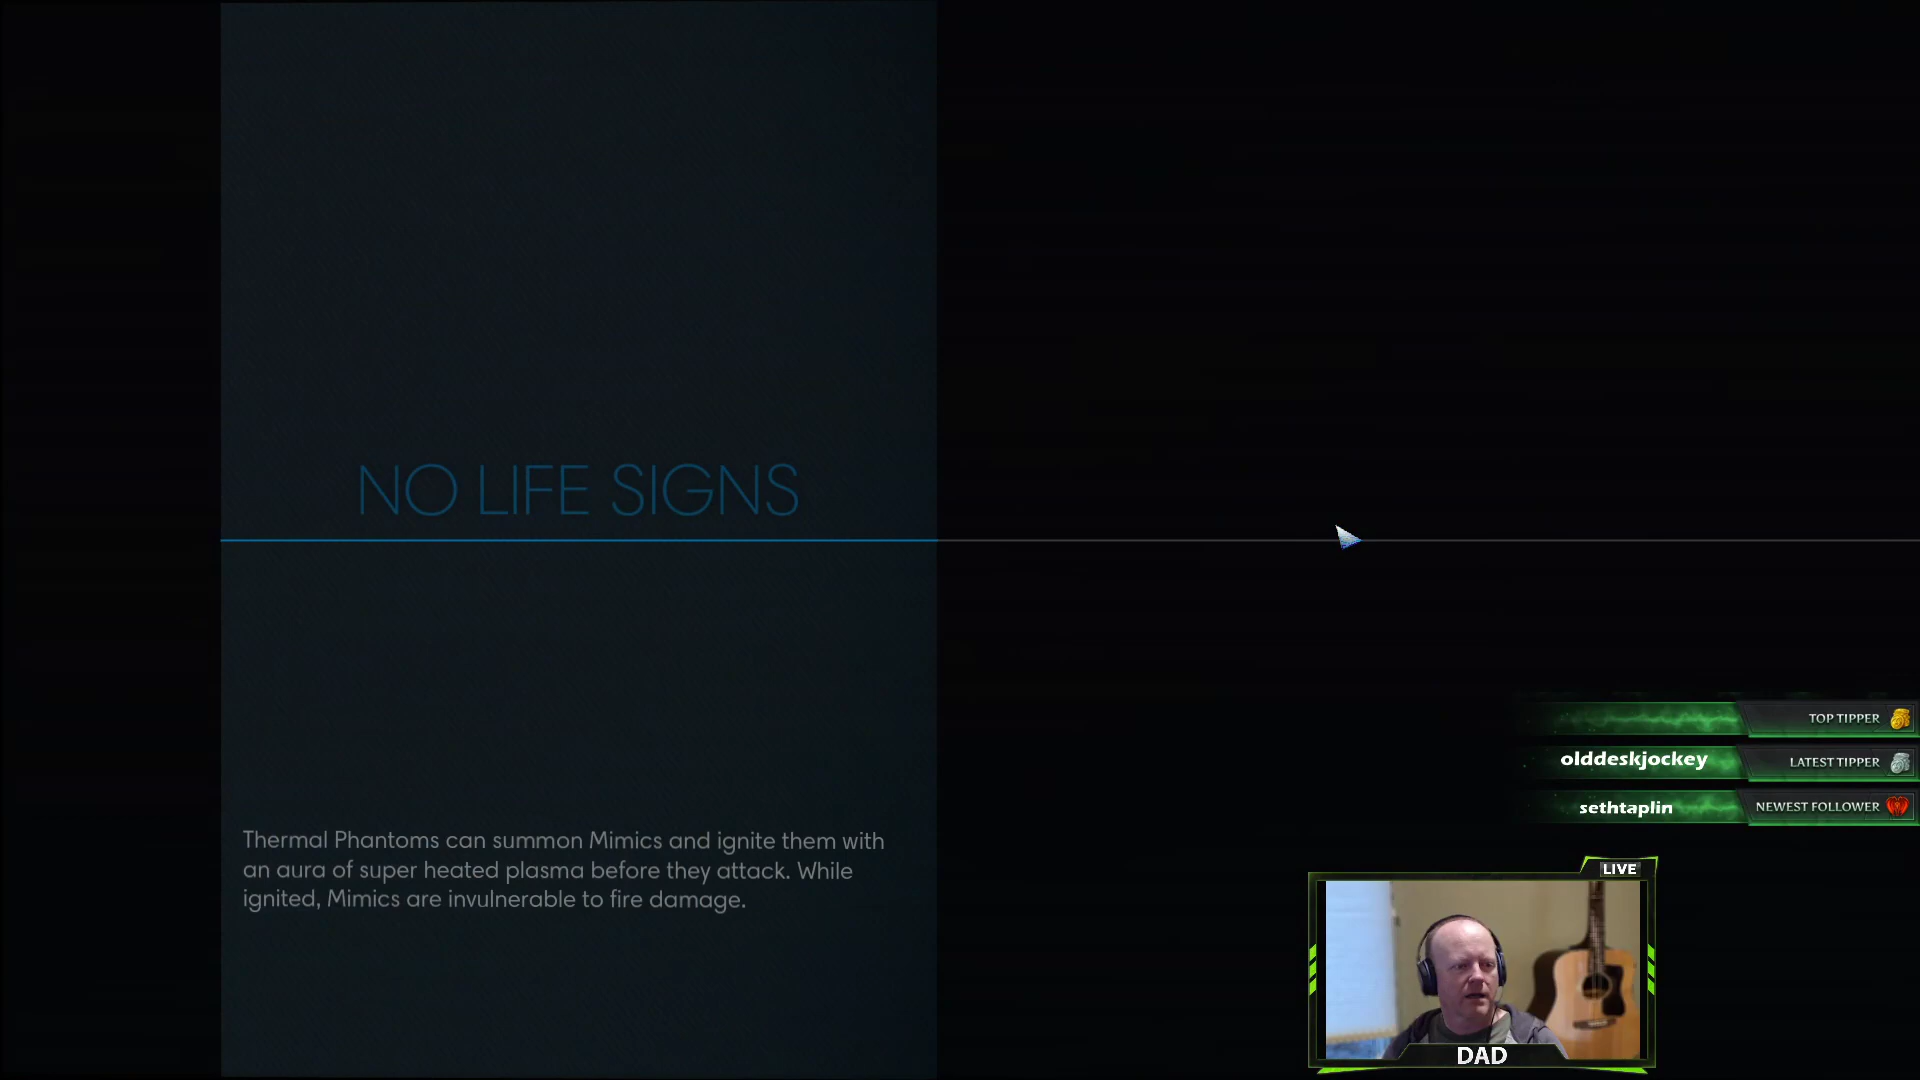 NO LIFE SIGNS
Thermal Phantoms can summon Mimics and ignite them with
an aura of super heated plasma before they attack. While
ignited, Mimics are invulnerable to fire damage.
TOP TIPPER
olddeskjockey LATEST TIPPER
sethtaplin NEWEST FOLLOWER
LIVE
DAD